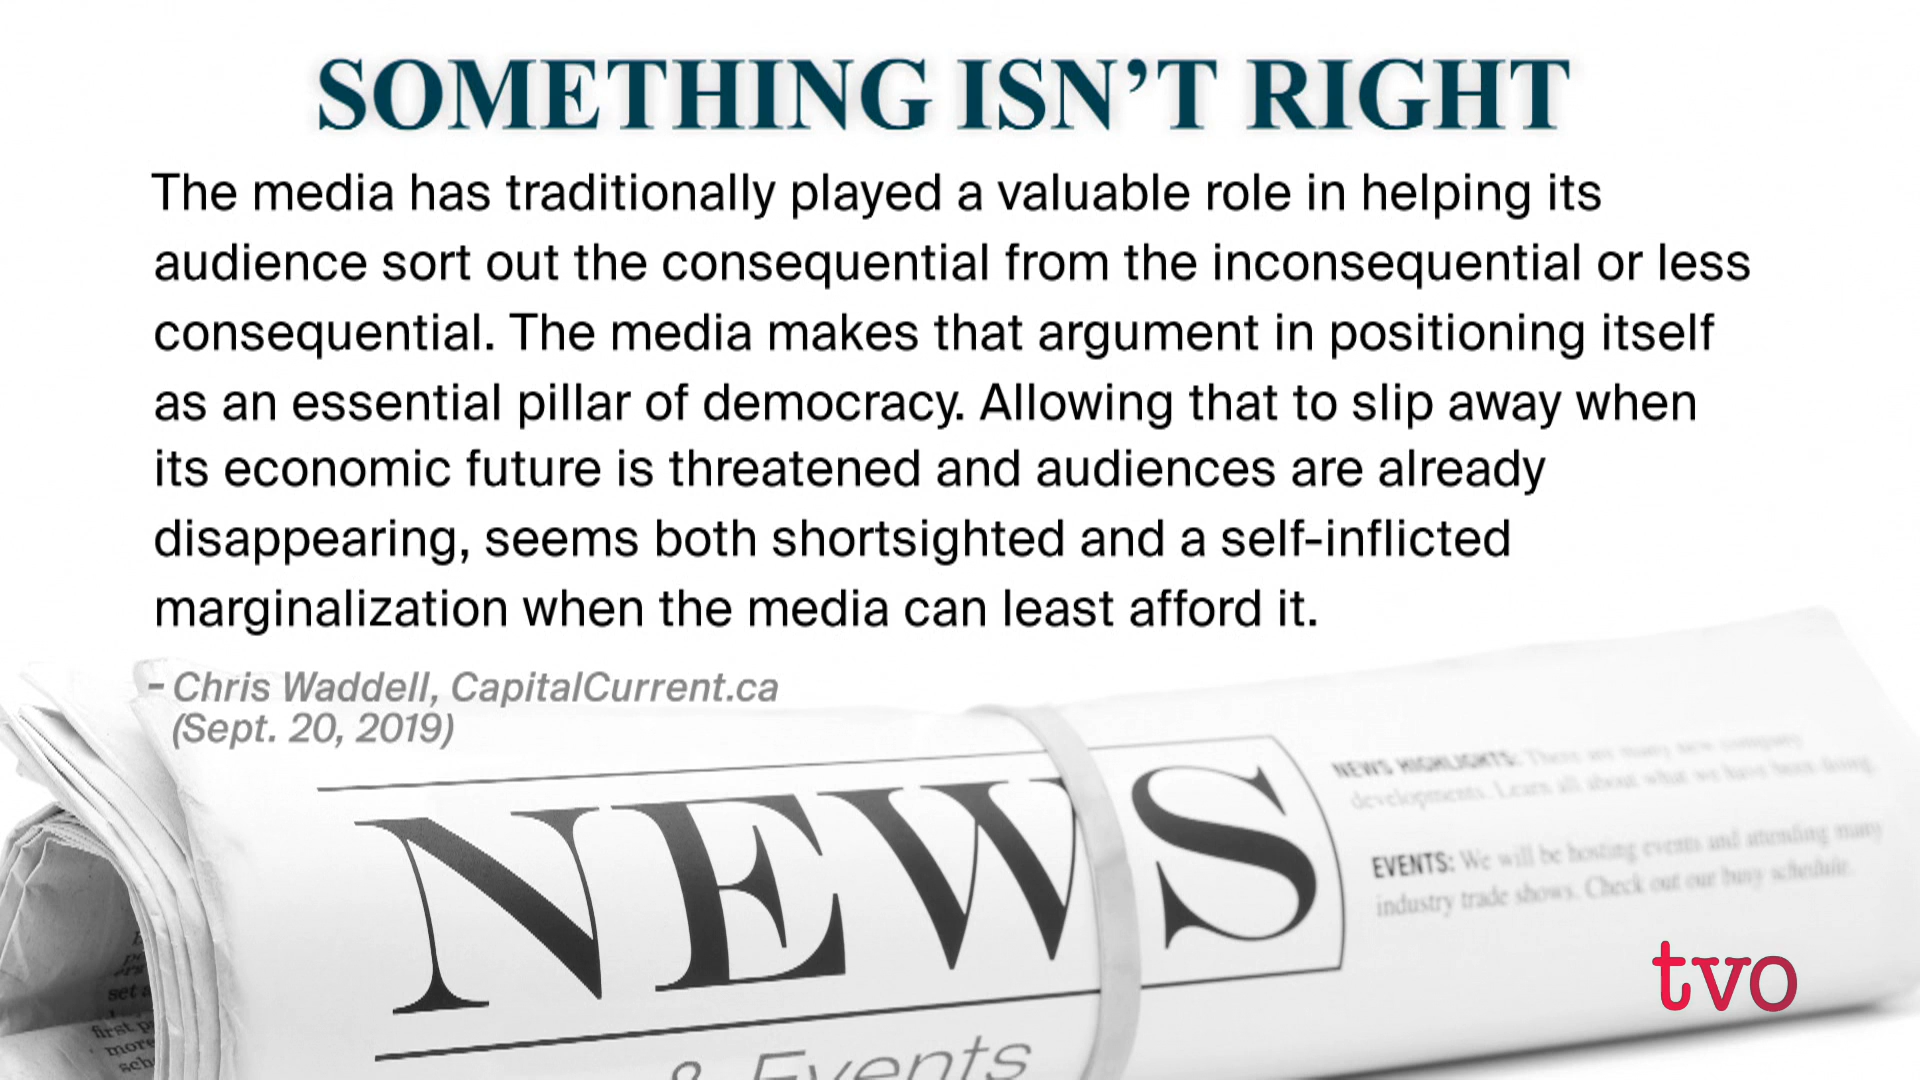 SOMETHING ISN’T RIGHT
The media has traditionally played a valuable role in helping its
audience sort out the consequential from the inconsequential or less
consequential. The media makes that argument in positioning itself
as an essential pillar of democracy. Allowing that to slip away when
its economic future is threatened and audiences are already
disappearing, seems both shortsighted and a self-inflicted
marginalization when the media can least afford it.
– Chris Waddell, CapitalCurrent.ca
(Sept. 20, 2019)
NEWS
& Events
NEWS HIGHLIGHTS: There are many new company
developments. Learn all about what we have been doing.
EVENTS: We will be hosting events and attending many
industry trade shows. Check out our busy schedule.
tvo
set a
first p
more
sch